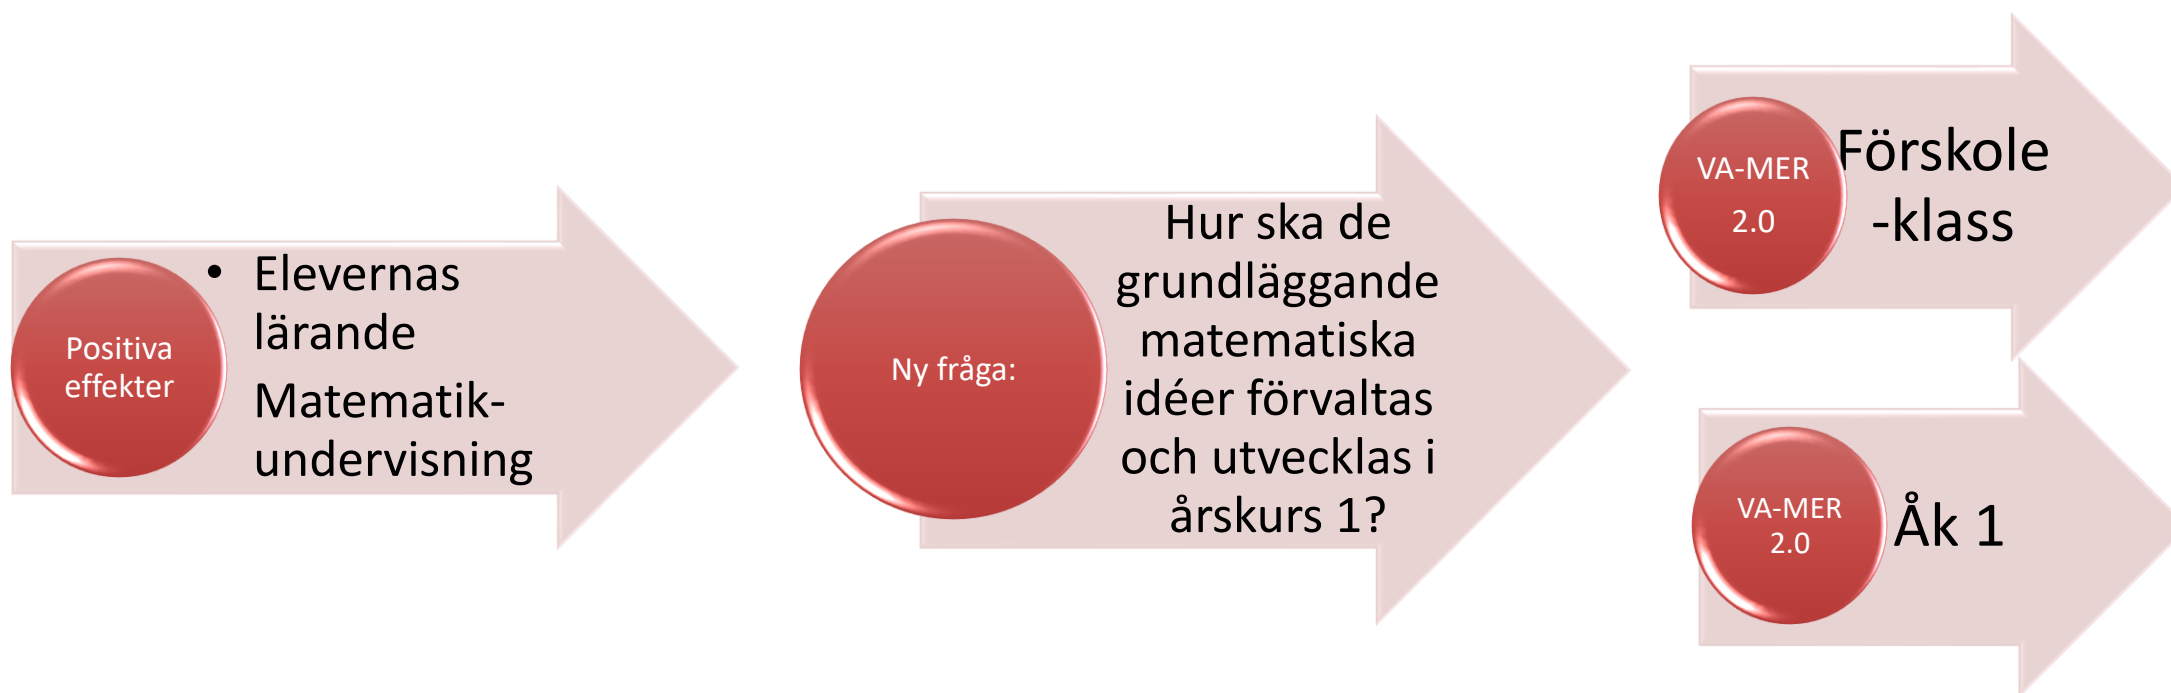 Positiva
effekter
• Elevernas
lärande
Matematik-
undervisning
Ny fråga:
Hur ska de
grundläggande
matematiska
idéer förvaltas
och utvecklas i
årskurs 1?
VA-MER
2.0
Förskole
-klass
VA-MER
2.0
Åk 1